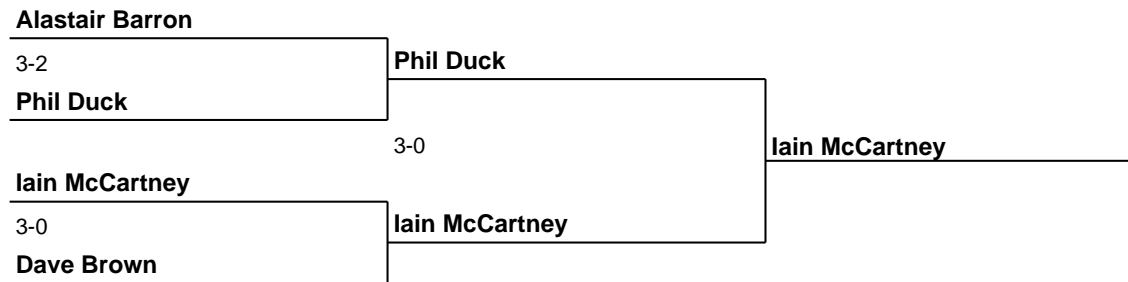 Alastair Barron
3-2
Phil Duck
Phil Duck
3-0
Iain McCartney
Iain McCartney
3-0
Iain McCartney
Dave Brown